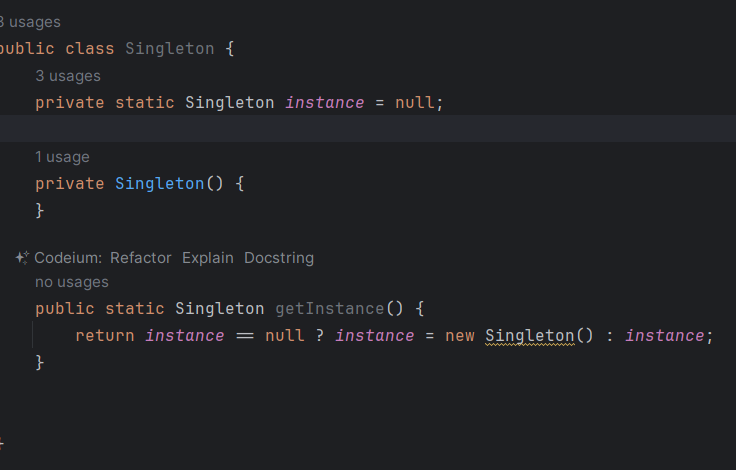 3 usages
public class Singleton {
3 usages
private static Singleton instance = null;
1 usage
private Singleton() {
}
Codeium: Refactor Explain Docstring
no usages
public static Singleton getInstance() {
return instance == null ? instance = new Singleton() : instance;
}
}